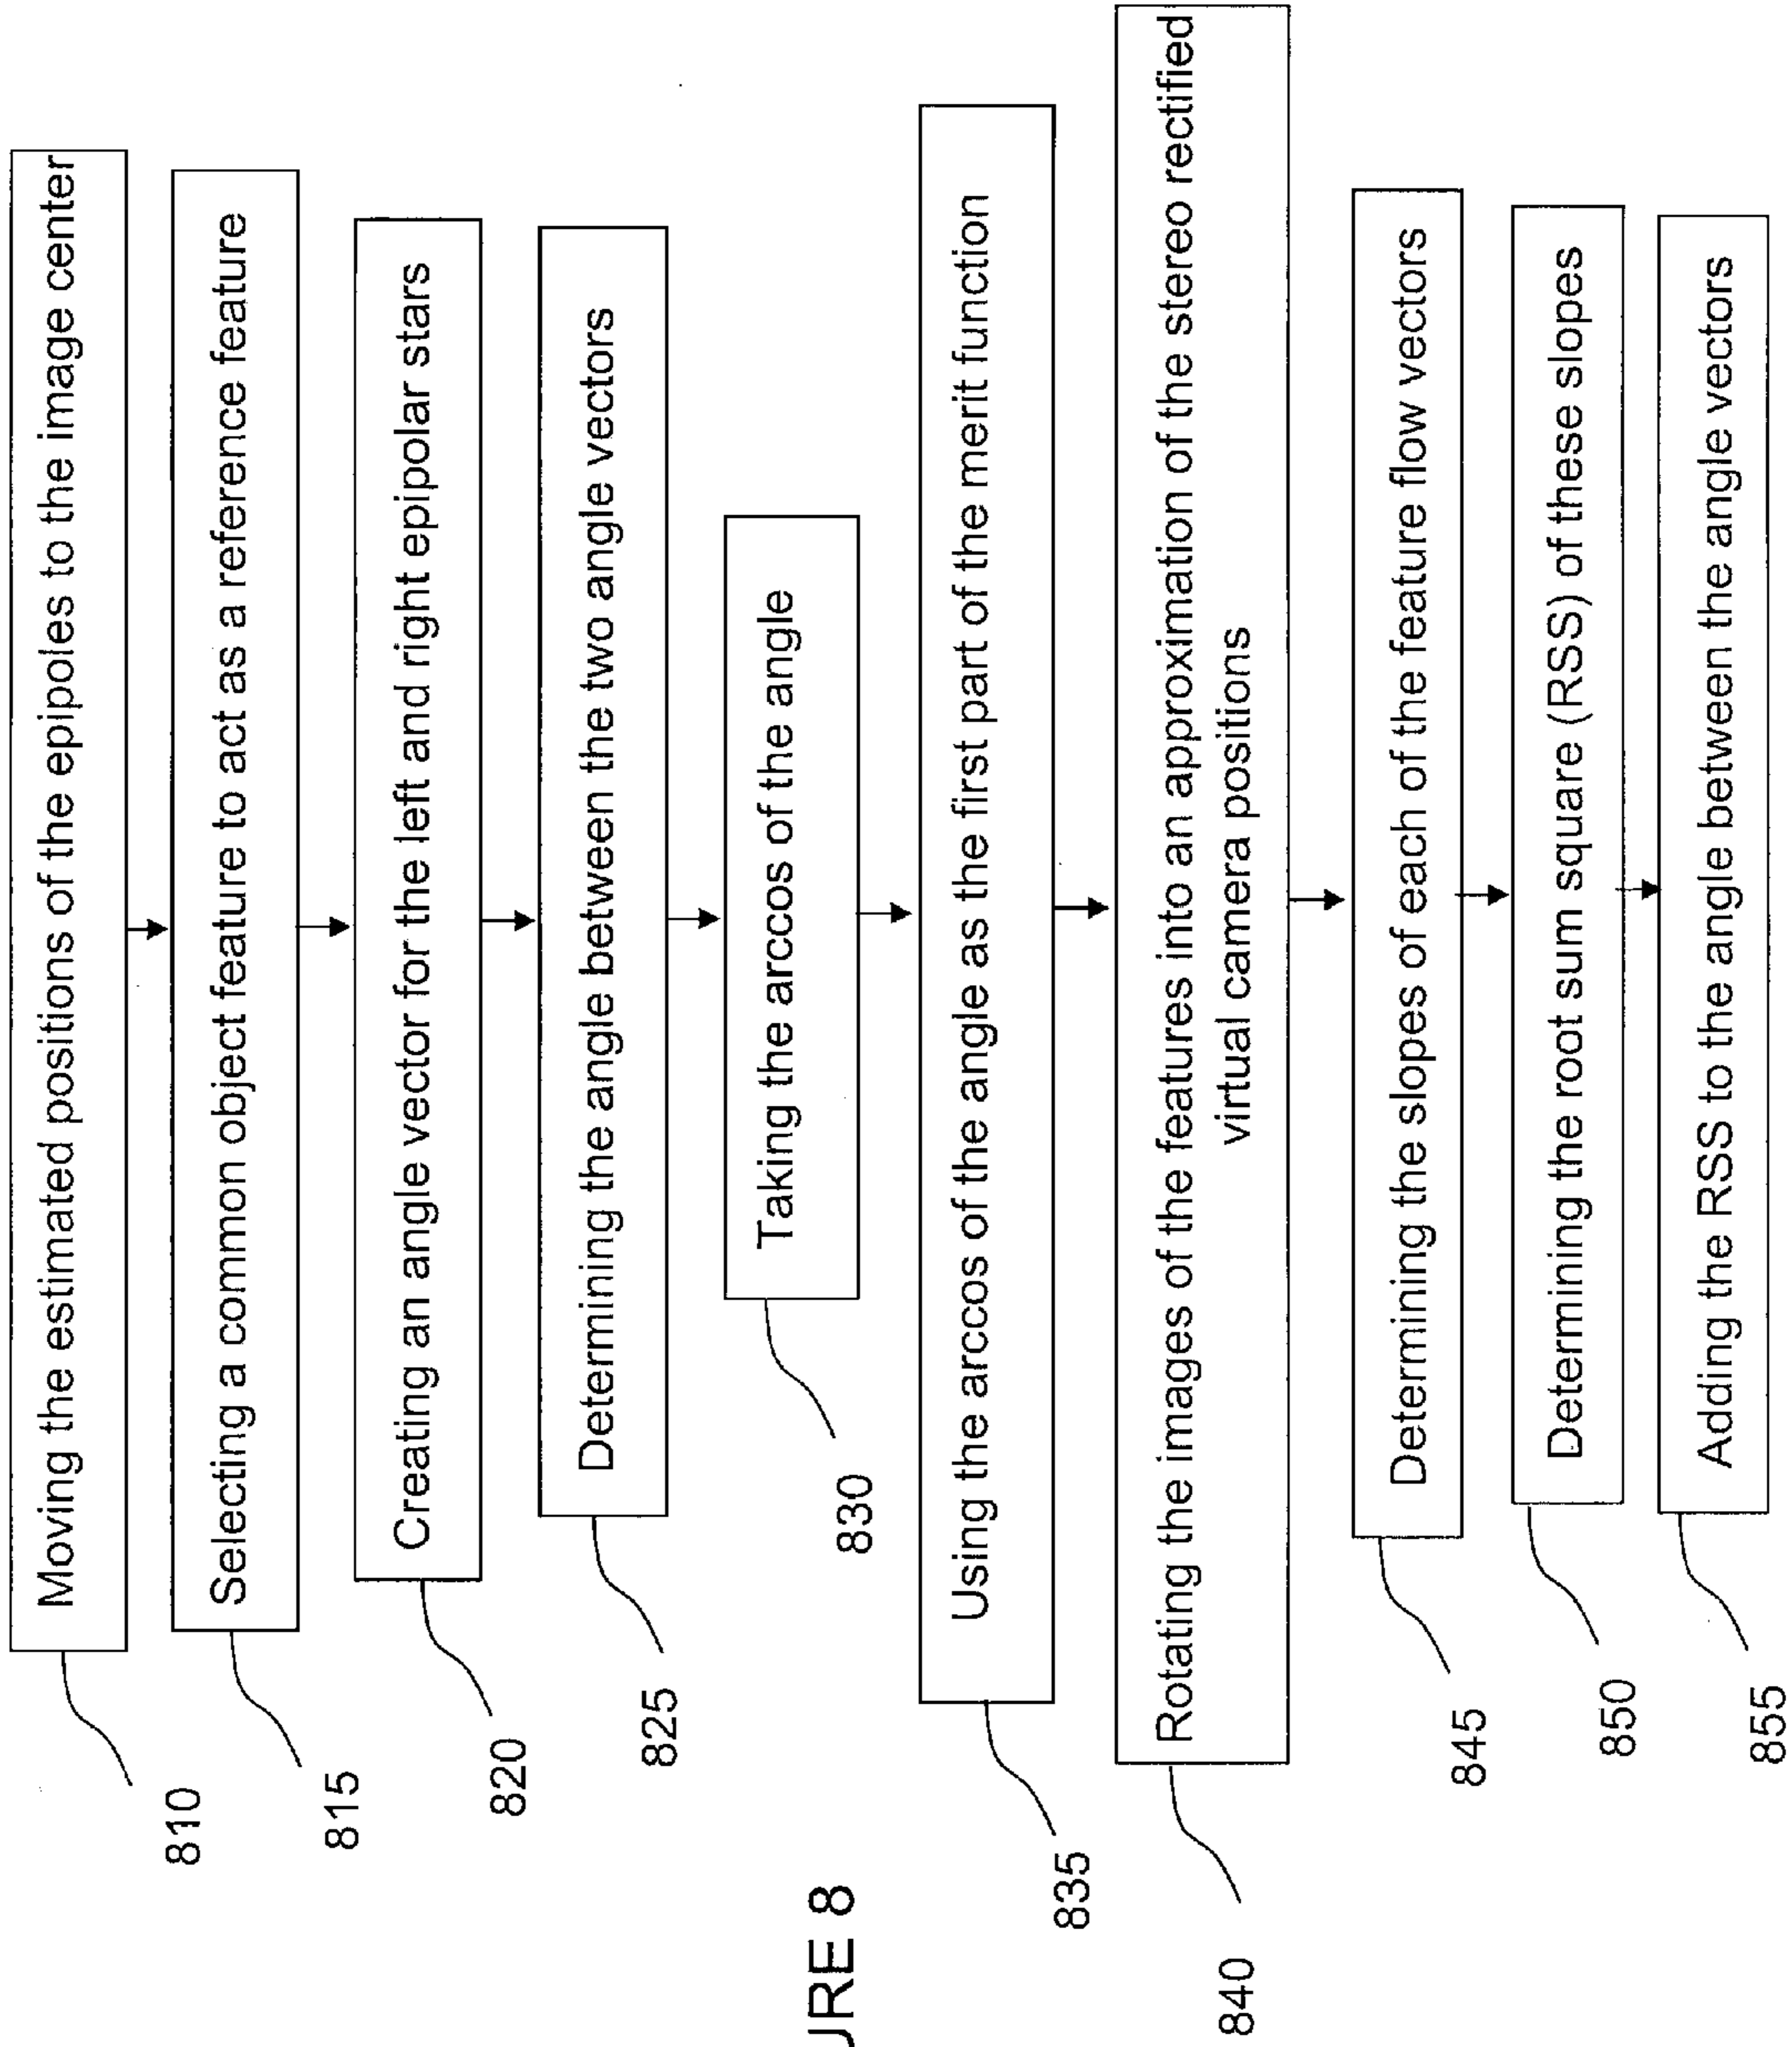 Moving the estimated positions of the epipoles to the image center
810
Selecting a common object feature to act as a reference feature
815
Creating an angle vector for the left and right epipolar stars
820
Determining the angle between the two angle vectors
825
Taking the arccos of the angle
830
Using the arccos of the angle as the first part of the merit function
835
Rotating the images of the features into an approximation of the stereo rectified
virtual camera positions
840
Determining the slopes of each of the feature flow vectors
845
Determining the root sum square (RSS) of these slopes
850
Adding the RSS to the angle between the angle vectors
855
URE 8